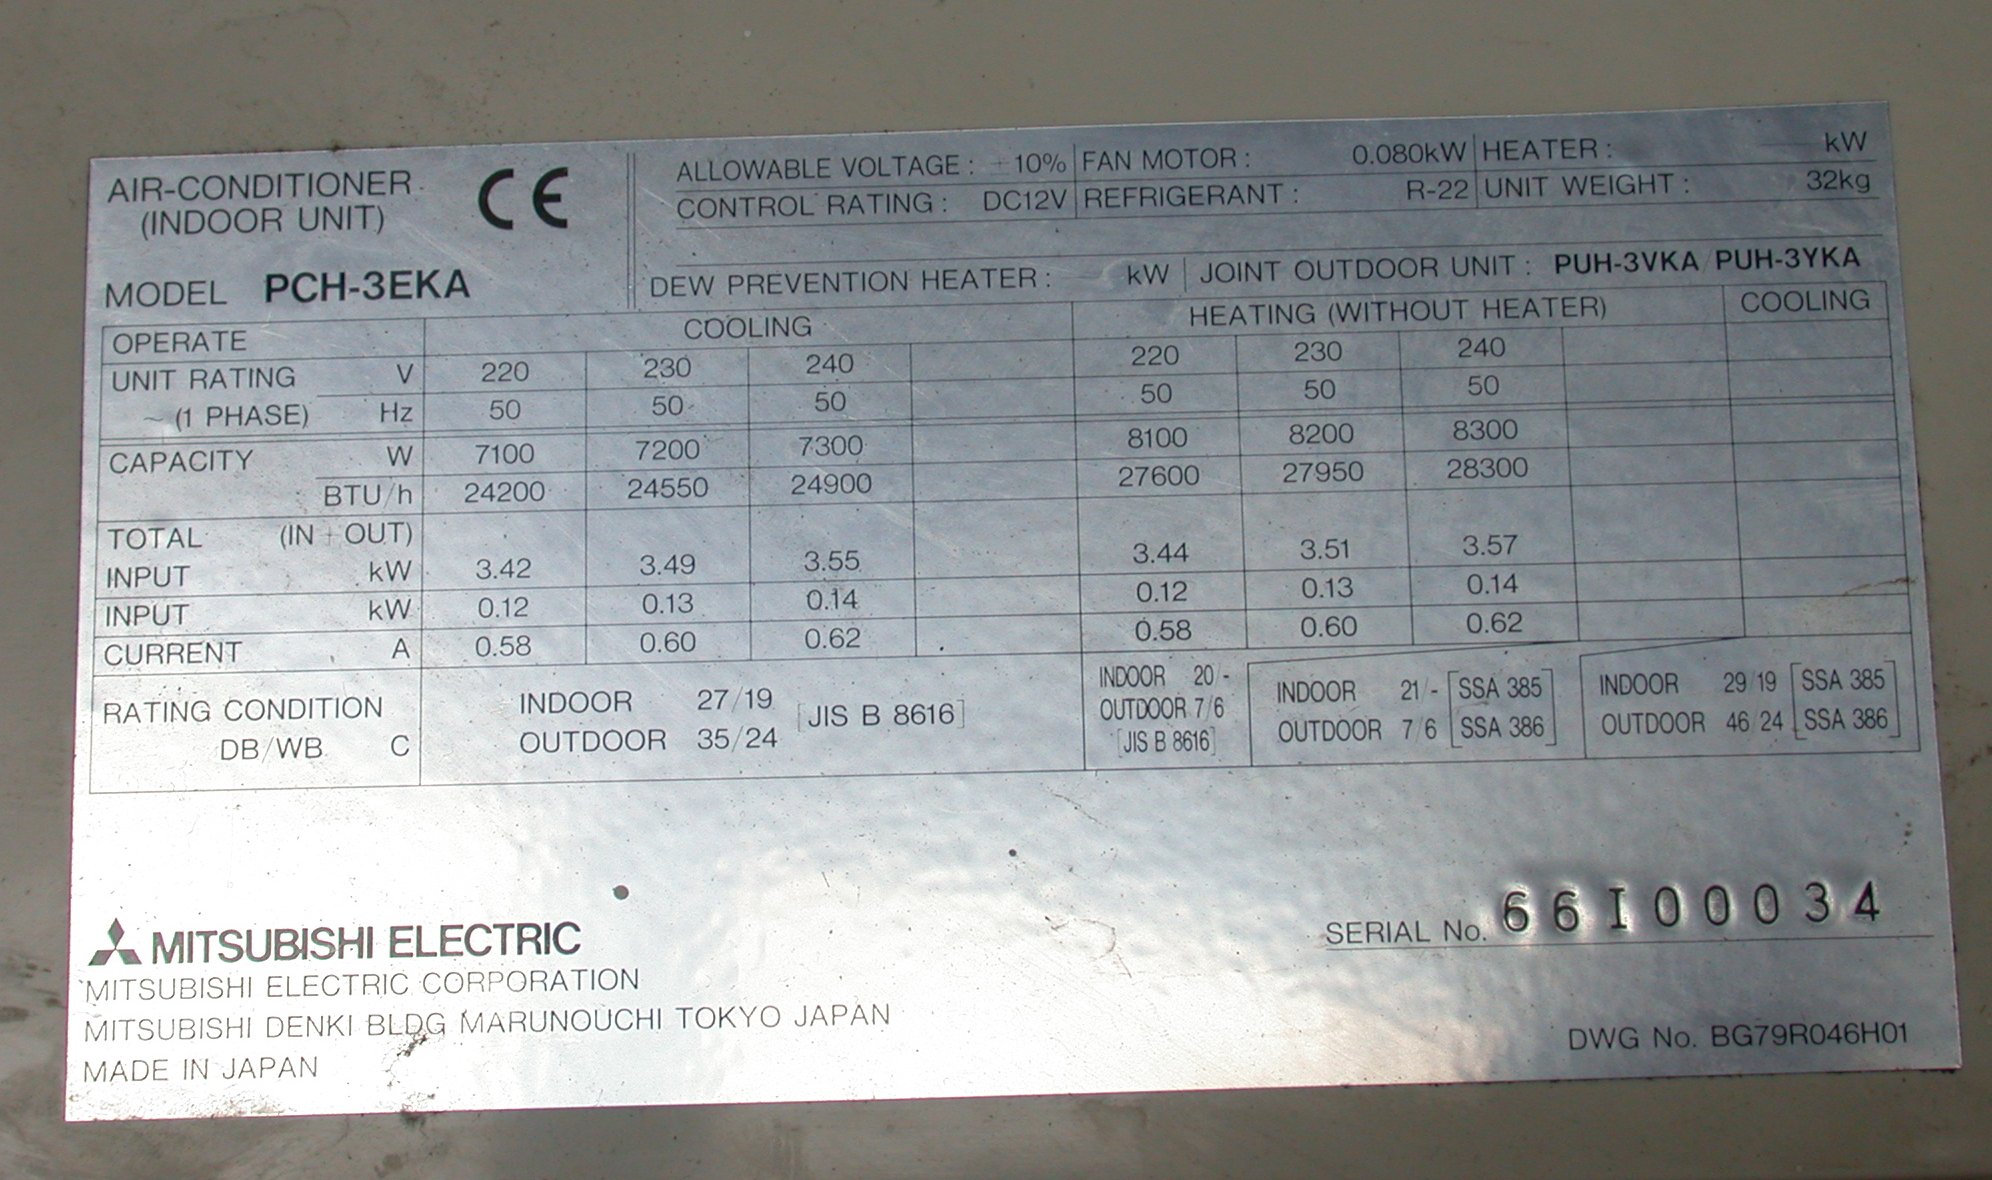 AIR-CONDITIONER
(INDOOR UNIT)
CE
MODEL PCH-3EKA
ALLOWABLE VOLTAGE : 10% FAN MOTOR : 0.080kW HEATER : kW
CONTROL RATING : DC12V REFRIGERANT : R-22 UNIT WEIGHT : 32kg
DEW PREVENTION HEATER : kW JOINT OUTDOOR UNIT : PUH-3VKA/PUH-3YKA
OPERATE COOLING HEATING (WITHOUT HEATER) COOLING
UNIT RATING V 220 230 240 220 230 240
~ (1 PHASE) Hz 50 50 50 50 50 50
CAPACITY W 7100 7200 7300 8100 8200 8300
BTU/h 24200 24550 24900 27600 27950 28300
TOTAL (IN+OUT)
INPUT kW 3.42 3.49 3.55 3.44 3.51 3.57
INPUT kW 0.12 0.13 0.14 0.12 0.13 0.14
CURRENT A 0.58 0.60 0.62 0.58 0.60 0.62
RATING CONDITION
DB/WB C
INDOOR 27/19
OUTDOOR 35/24
[JIS B 8616]
INDOOR 20/-
OUTDOOR 7/6
[JIS B 8616]
INDOOR 21/- [SSA 385]
OUTDOOR 7/6 [SSA 386]
INDOOR 29/19 [SSA 385]
OUTDOOR 46/24 [SSA 386]
MITSUBISHI ELECTRIC
MITSUBISHI ELECTRIC CORPORATION
MITSUBISHI DENKI BLDG MARUNOUCHI TOKYO JAPAN
MADE IN JAPAN
SERIAL No. 66I00034
DWG No. BG79R046H01